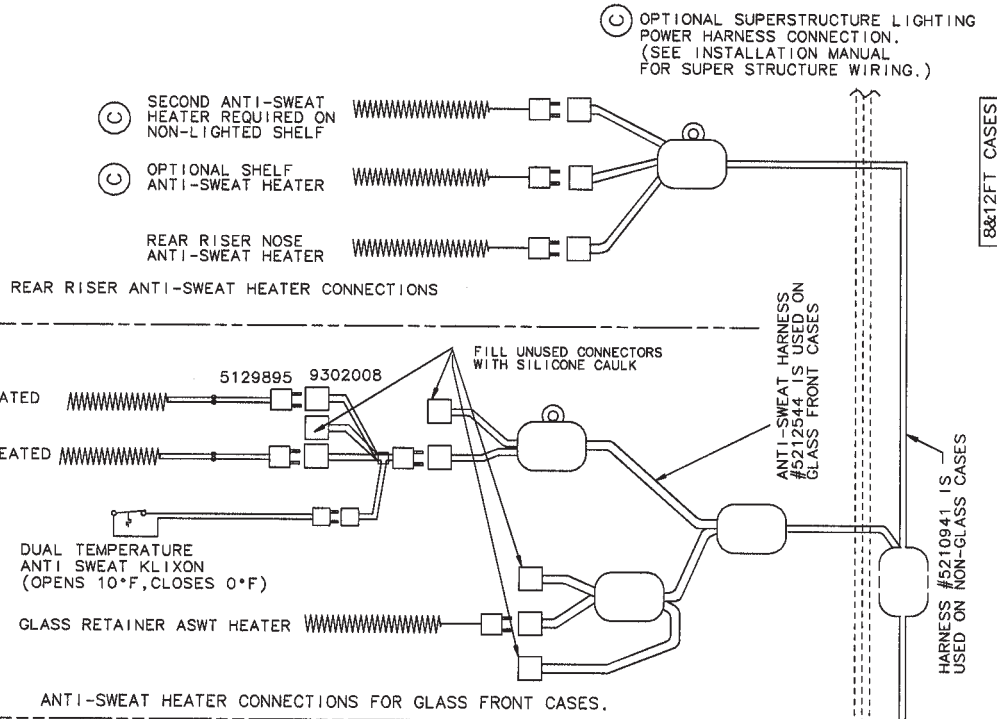 C OPTIONAL SUPERSTRUCTURE LIGHTING
POWER HARNESS CONNECTION.
(SEE INSTALLATION MANUAL
FOR SUPER STRUCTURE WIRING.)
C SECOND ANTI-SWEAT
HEATER REQUIRED ON
NON-LIGHTED SHELF
C OPTIONAL SHELF
ANTI-SWEAT HEATER
REAR RISER NOSE
ANTI-SWEAT HEATER
8&12FT CASES
REAR RISER ANTI-SWEAT HEATER CONNECTIONS
FILL UNUSED CONNECTORS
WITH SILICONE CAULK
5129895 9302008
ATED
EATED
ANTI-SWEAT HARNESS
#5212544 IS USED ON
GLASS FRONT CASES
HARNESS #5210941 IS
USED ON NON-GLASS CASES
DUAL TEMPERATURE
ANTI SWEAT KLIXON
(OPENS 10°F,CLOSES 0°F)
GLASS RETAINER ASWT HEATER
ANTI-SWEAT HEATER CONNECTIONS FOR GLASS FRONT CASES.